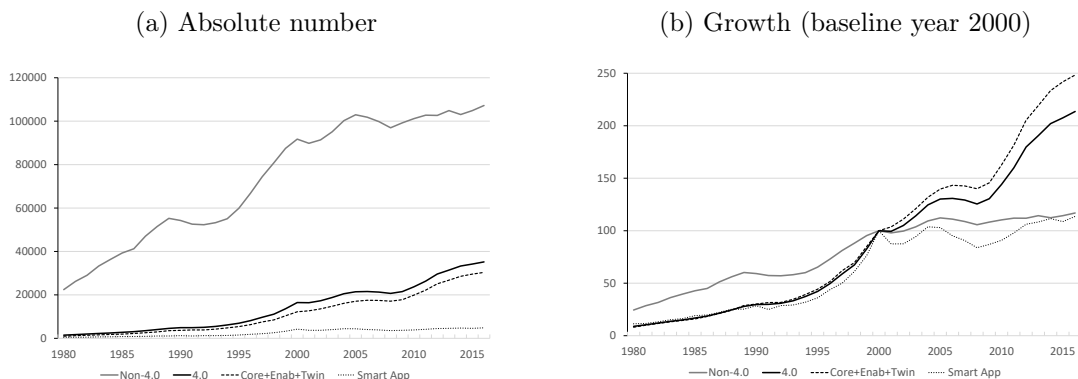 (a) Absolute number
120000
100000
80000
60000
40000
20000
0
1980 1985 1990 1995 2000 2005 2010 2015
Non-4.0 4.0 Core+Enab+Twin Smart App
(b) Growth (baseline year 2000)
250
200
150
100
50
0
1980 1985 1990 1995 2000 2005 2010 2015
Non-4.0 4.0 Core+Enab+Twin Smart App